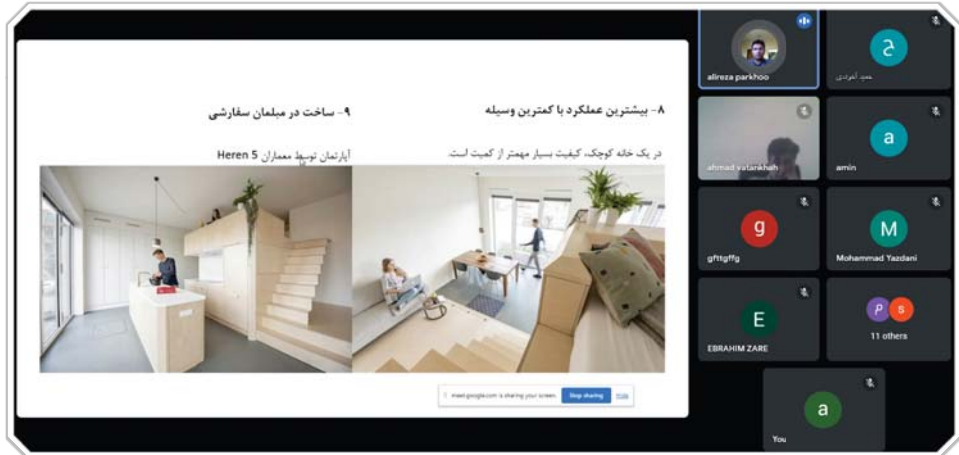 ۸- بیشترین عملکرد با کمترین وسیله
در یک خانه کوچک، کیفیت بسیار مهمتر از کمیت است.
۹- ساخت در مبلمان سفارشی
آپارتمان توسط معماران Heren 5
meet.google.com is sharing your screen.
Stop sharing
Hide
alireza parkhoo
ح
ahmad vatankhah
a
amin
g
gfttgffg
M
Mohammad Yazdani
E
EBRAHIM ZARE
P
s
11 others
a
You